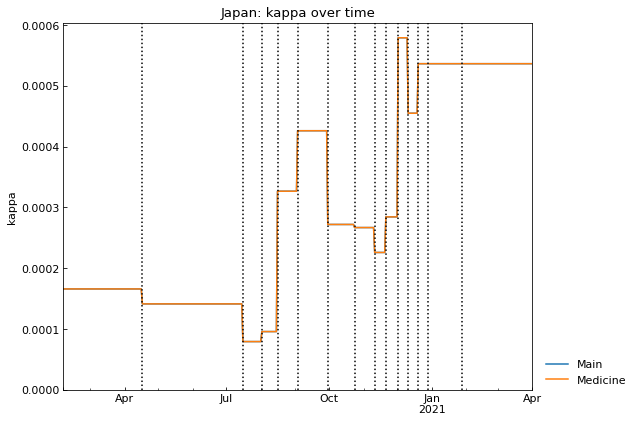 Japan: kappa over time
kappa
0.0006
0.0005
0.0004
0.0003
0.0002
0.0001
0.0000
Apr
Jul
Oct
Jan
2021
Apr
Main
Medicine